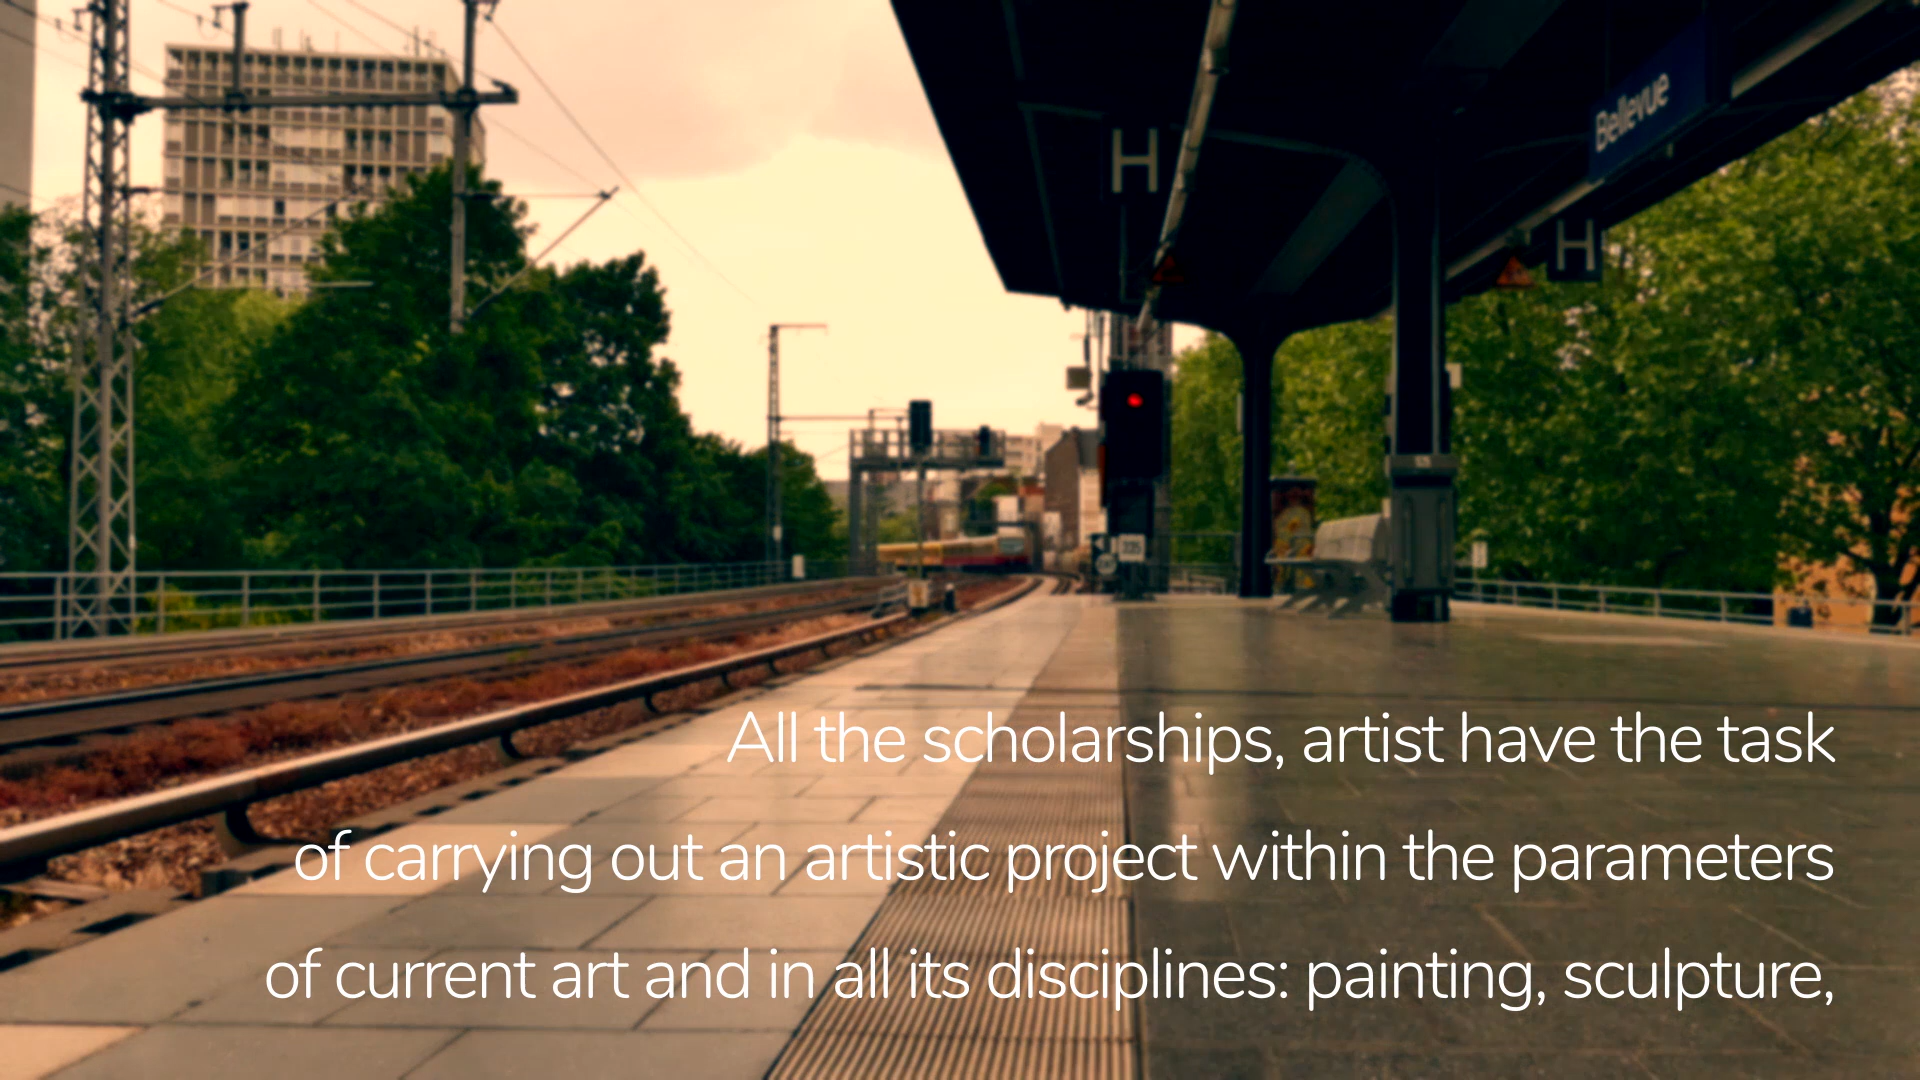 Bellevue
H
H
All the scholarships, artist have the task
of carrying out an artistic project within the parameters
of current art and in all its disciplines: painting, sculpture,